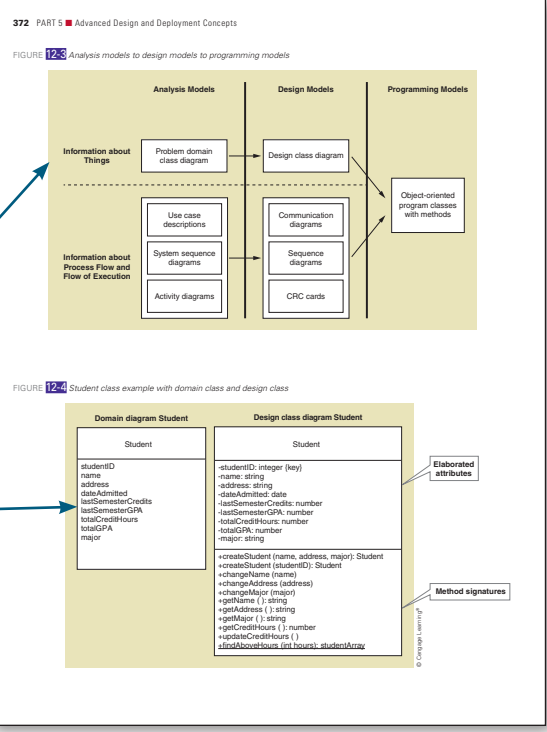 372 PART 5 ■ Advanced Design and Deployment Concepts
FIGURE 12-3 Analysis models to design models to programming models
Analysis Models
Design Models
Programming Models
Information about
Things
Problem domain
class diagram
Design class diagram
Object-oriented
program classes
with methods
Information about
Process Flow and
Flow of Execution
Use case
descriptions
System sequence
diagrams
Activity diagrams
Communication
diagrams
Sequence
diagrams
CRC cards
FIGURE 12-4 Student class example with domain class and design class
Domain diagram Student
Student
studentID
name
address
dateAdmitted
lastSemesterCredits
lastSemesterGPA
totalCreditHours
totalGPA
major
Design class diagram Student
Student
-studentID: integer {key}
-name: string
-address: string
-dateAdmitted: date
-lastSemesterCredits: number
-lastSemesterGPA: number
-totalCreditHours: number
-totalGPA: number
-major: string
+createStudent (name, address, major): Student
+createStudent (studentID): Student
+changeName (name)
+changeAddress (address)
+changeMajor (major)
+getName ( ): string
+getAddress ( ): string
+getMajor ( ): string
+getCreditHours ( ): number
+updateCreditHours ( )
+findAboveHours (int hours): studentArray
Elaborated
attributes
Method signatures
© Cengage Learning®